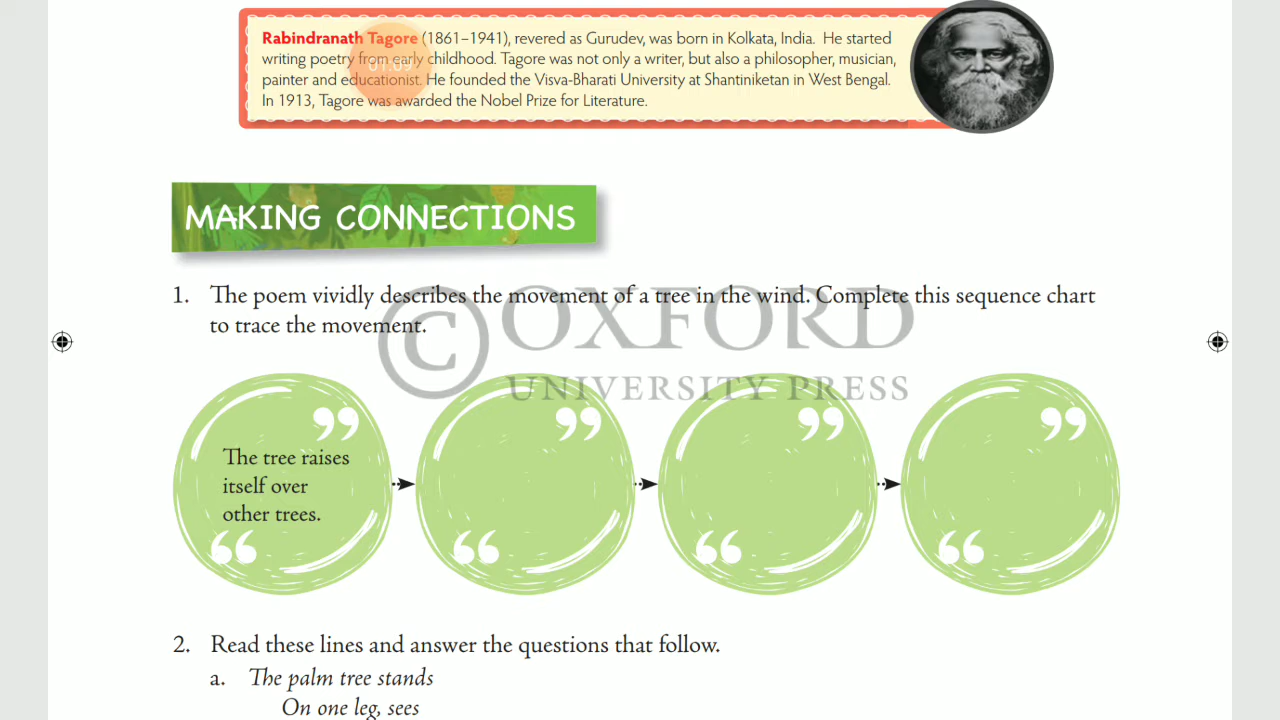 Rabindranath Tagore (1861–1941), revered as Gurudev, was born in Kolkata, India. He started
writing poetry from early childhood. Tagore was not only a writer, but also a philosopher, musician,
painter and educationist. He founded the Visva-Bharati University at Shantiniketan in West Bengal.
In 1913, Tagore was awarded the Nobel Prize for Literature.
01:09
MAKING CONNECTIONS
1. The poem vividly describes the movement of a tree in the wind. Complete this sequence chart
to trace the movement.
© OXFORD
UNIVERSITY PRESS
The tree raises
itself over
other trees.
2. Read these lines and answer the questions that follow.
a. The palm tree stands
On one leg, sees